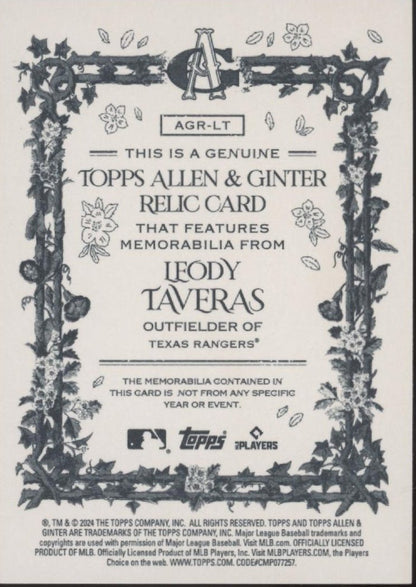 AG
AGR-LT
THIS IS A GENUINE
TOPPS ALLEN & GINTER
RELIC CARD
THAT FEATURES
MEMORABILIA FROM
LEODY
TAVERAS
OUTFIELDER OF
TEXAS RANGERS®
THE MEMORABILIA CONTAINED IN
THIS CARD IS NOT FROM ANY SPECIFIC
YEAR OR EVENT.
Topps PLAYERS
®, TM & © 2024 THE TOPPS COMPANY, INC. ALL RIGHTS RESERVED. TOPPS AND TOPPS ALLEN &
GINTER ARE TRADEMARKS OF THE TOPPS COMPANY, INC. Major League Baseball trademarks and
copyrights are used with permission of Major League Baseball. Visit MLB.com. OFFICIALLY LICENSED
PRODUCT OF MLB. Officially Licensed Product of MLB Players, Inc. Visit MLBPLAYERS.COM, the Players
Choice on the web. WWW.TOPPS.COM. CODE#CMP077257.